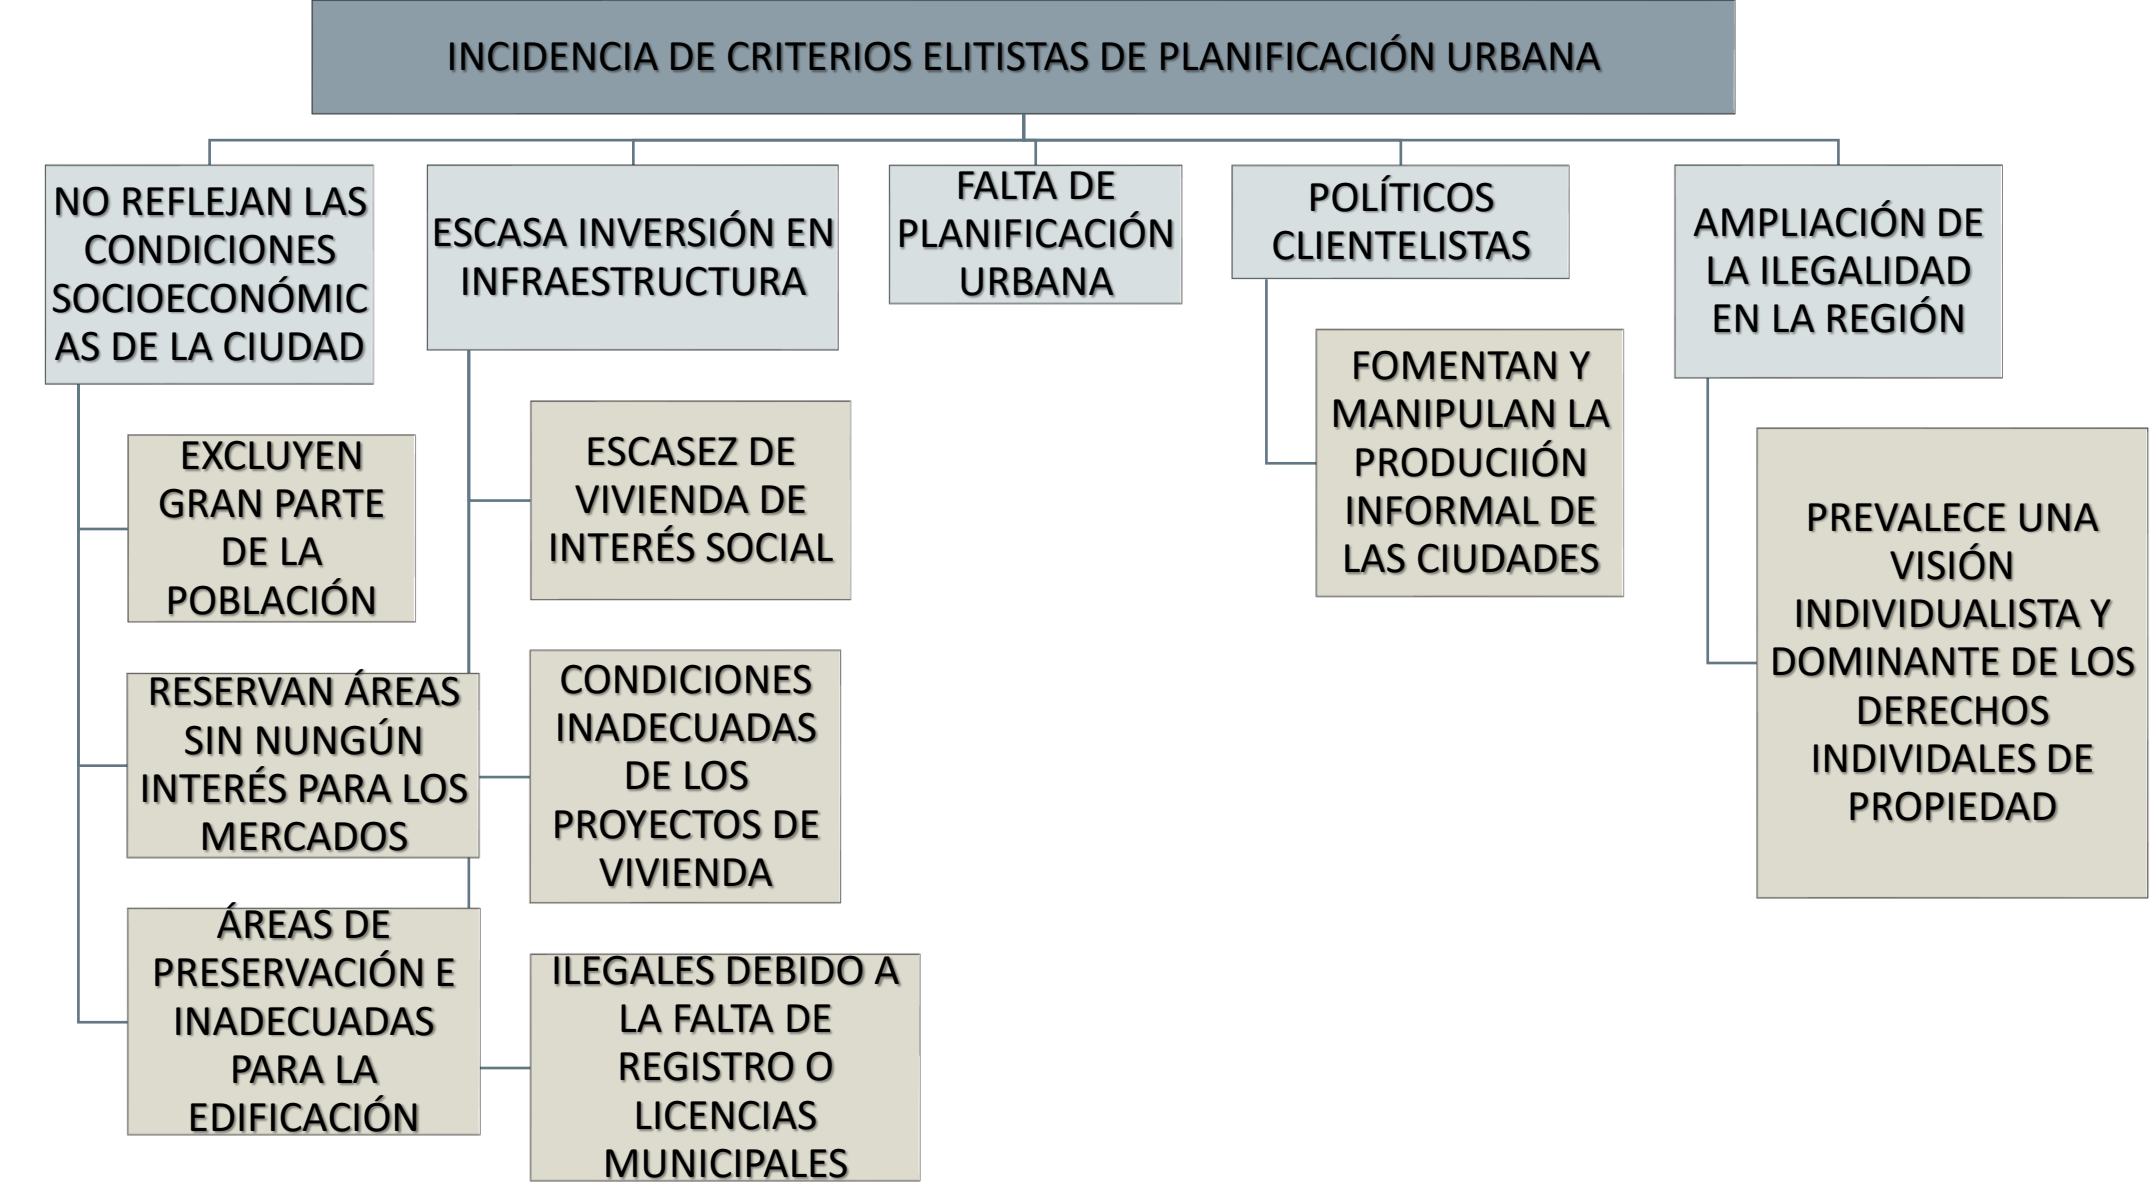 INCIDENCIA DE CRITERIOS ELITISTAS DE PLANIFICACIÓN URBANA
NO REFLEJAN LAS
CONDICIONES
SOCIOECONÓMIC
AS DE LA CIUDAD
EXCLUYEN
GRAN PARTE
DE LA
POBLACIÓN
RESERVAN ÁREAS
SIN NUNGÚN
INTERÉS PARA LOS
MERCADOS
ÁREAS DE
PRESERVACIÓN E
INADECUADAS
PARA LA
EDIFICACIÓN
ESCASA INVERSIÓN EN
INFRAESTRUCTURA
ESCASEZ DE
VIVIENDA DE
INTERÉS SOCIAL
CONDICIONES
INADECUADAS
DE LOS
PROYECTOS DE
VIVIENDA
ILEGALES DEBIDO A
LA FALTA DE
REGISTRO O
LICENCIAS
MUNICIPALES
FALTA DE
PLANIFICACIÓN
URBANA
POLÍTICOS
CLIENTELISTAS
FOMENTAN Y
MANIPULAN LA
PRODUCIIÓN
INFORMAL DE
LAS CIUDADES
AMPLIACIÓN DE
LA ILEGALIDAD
EN LA REGIÓN
PREVALECE UNA
VISIÓN
INDIVIDUALISTA Y
DOMINANTE DE LOS
DERECHOS
INDIVIDALES DE
PROPIEDAD